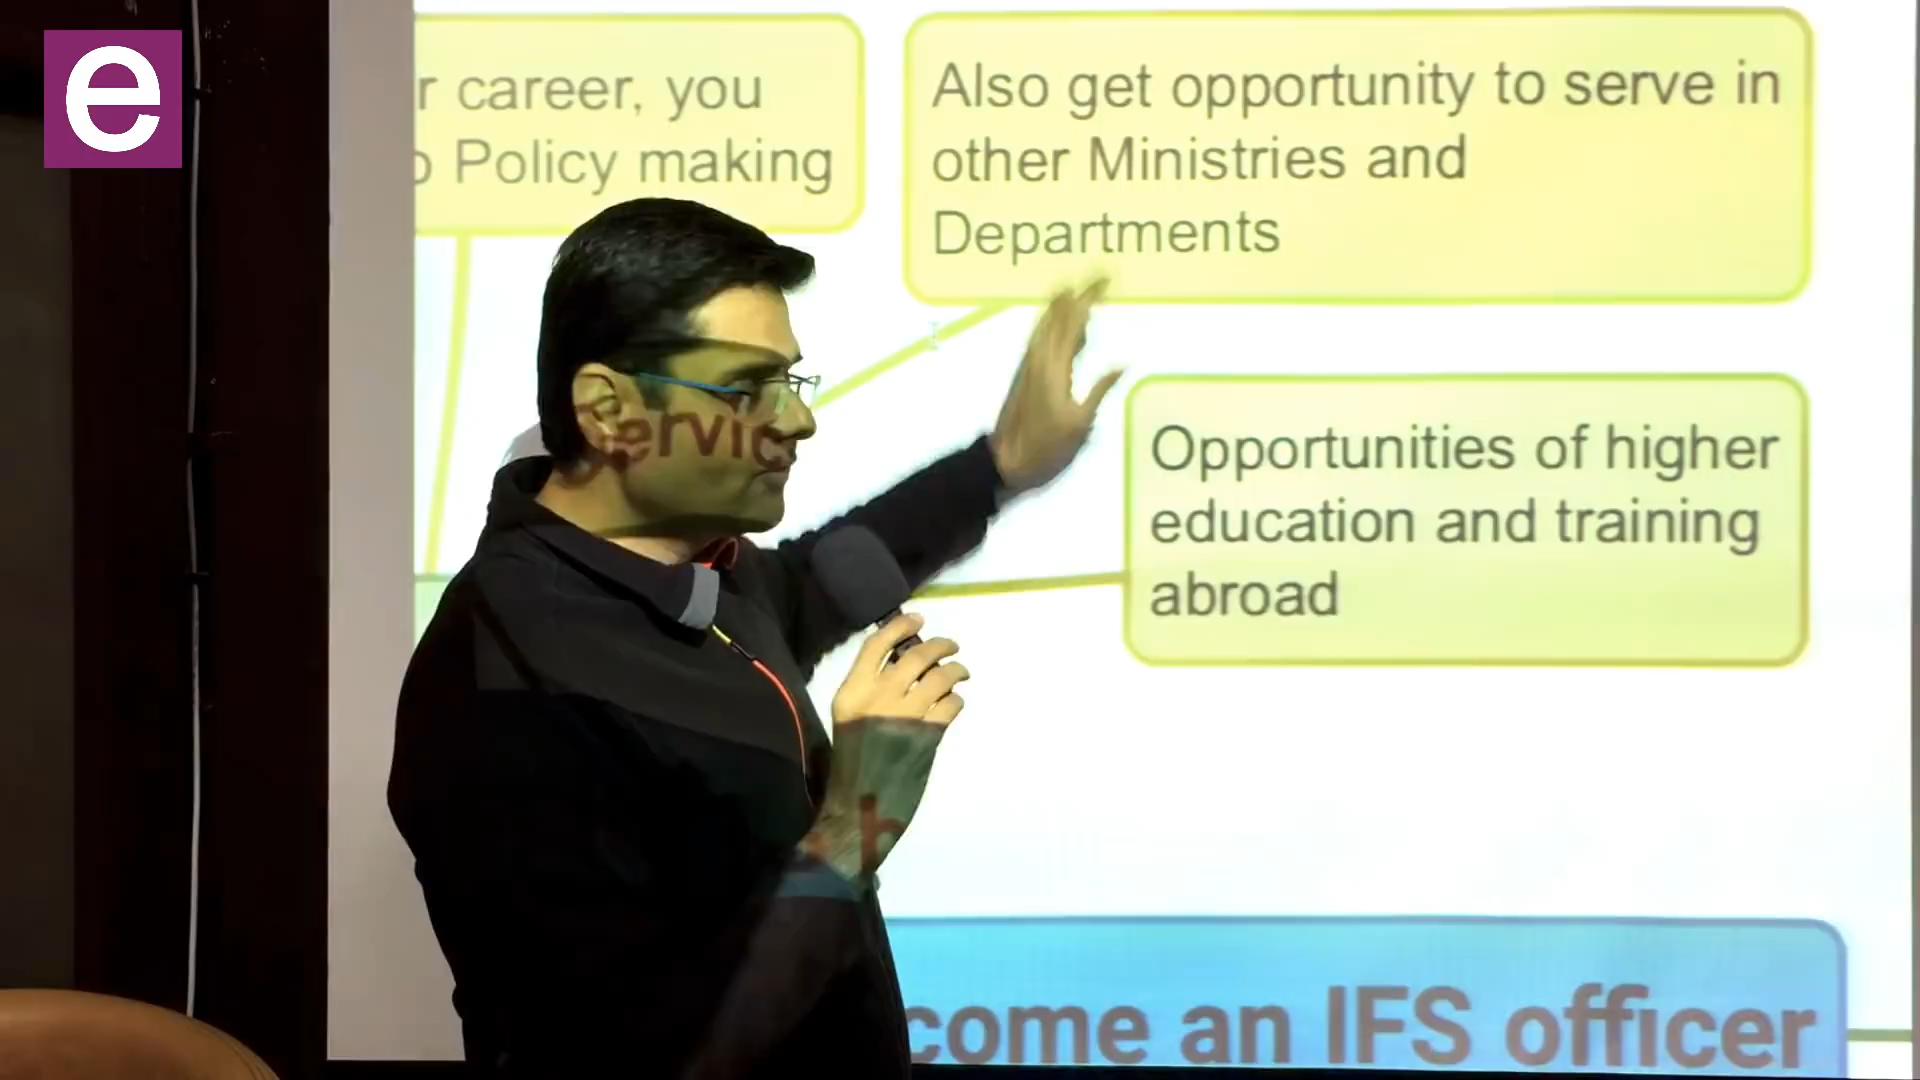 e
r career, you
Policy making
Also get opportunity to serve in
other Ministries and
Departments
Servic
Opportunities of higher
education and training
abroad
h
come an IFS officer